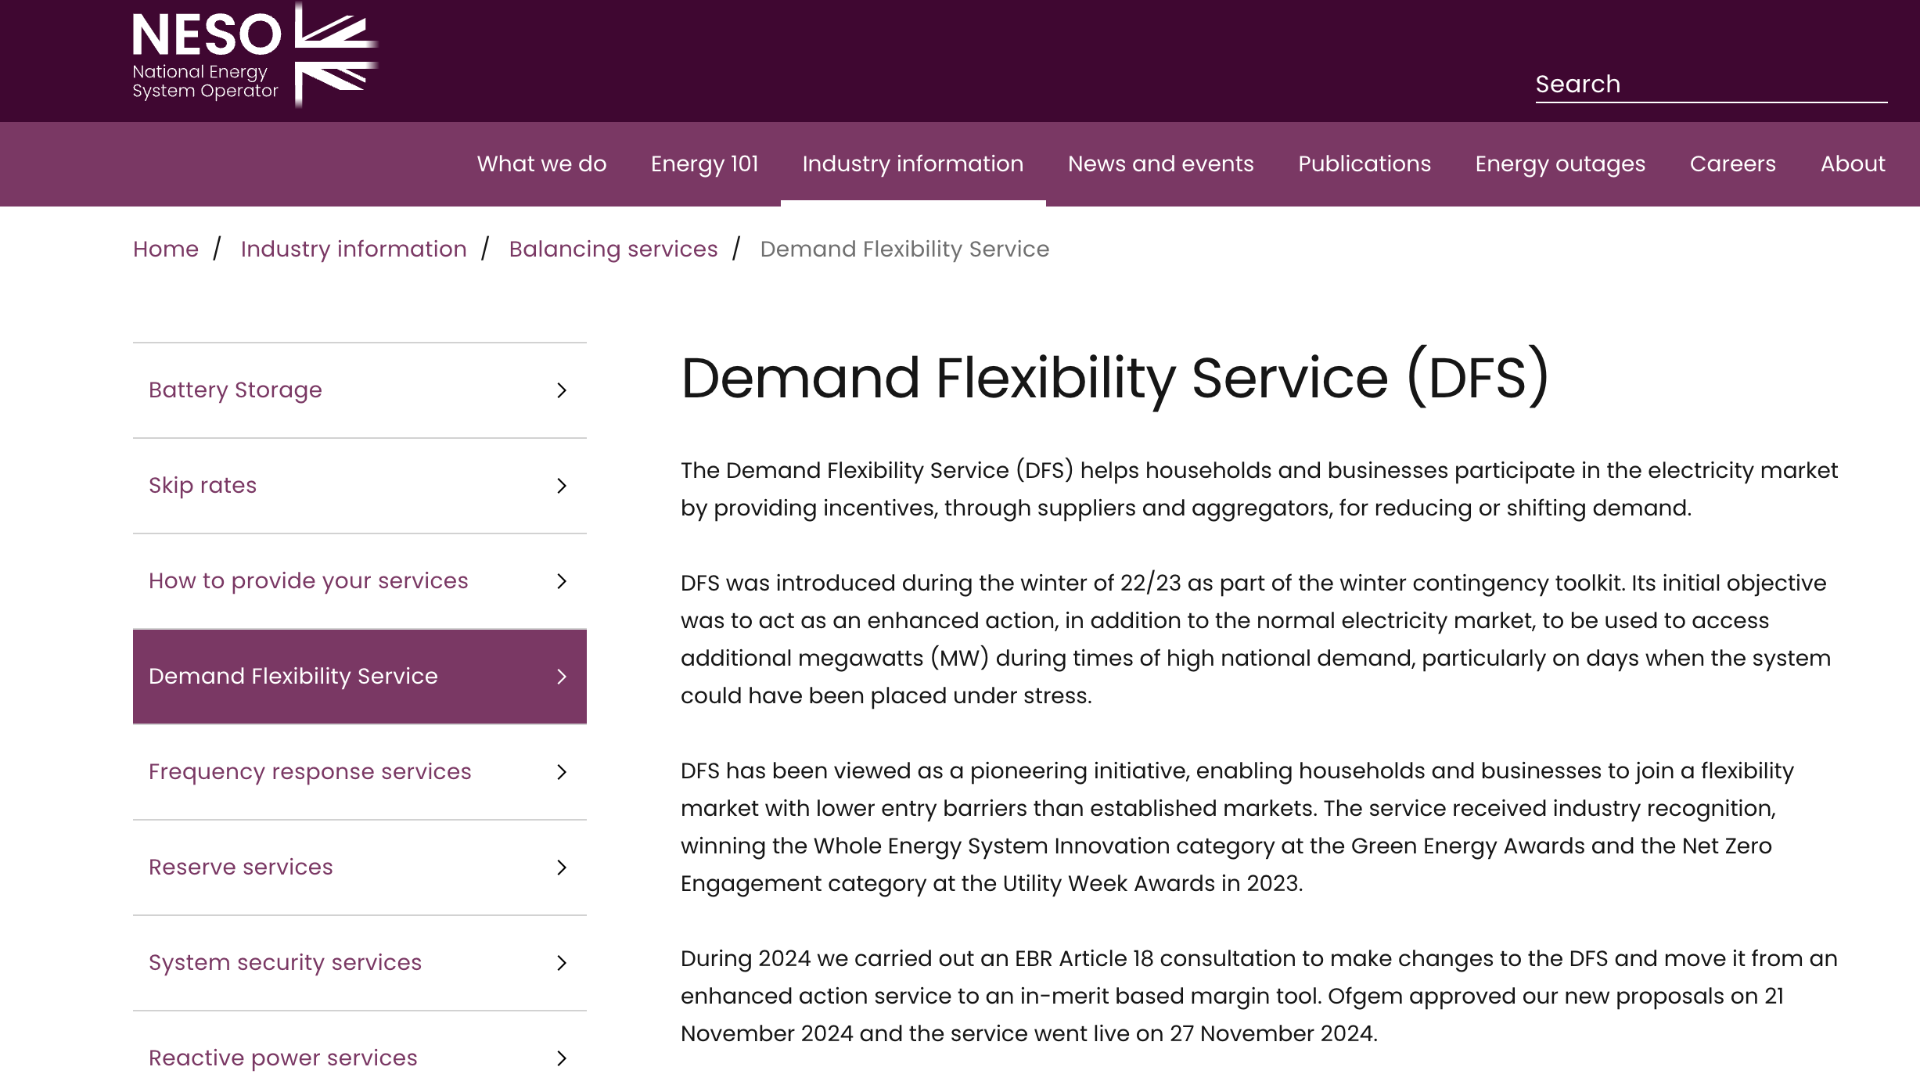 NESO
National Energy
System Operator
Search
What we do
Energy 101
Industry information
News and events
Publications
Energy outages
Careers
About
Home / Industry information / Balancing services / Demand Flexibility Service
Battery Storage
Skip rates
How to provide your services
Demand Flexibility Service
Frequency response services
Reserve services
System security services
Reactive power services
Demand Flexibility Service (DFS)
The Demand Flexibility Service (DFS) helps households and businesses participate in the electricity market
by providing incentives, through suppliers and aggregators, for reducing or shifting demand.
DFS was introduced during the winter of 22/23 as part of the winter contingency toolkit. Its initial objective
was to act as an enhanced action, in addition to the normal electricity market, to be used to access
additional megawatts (MW) during times of high national demand, particularly on days when the system
could have been placed under stress.
DFS has been viewed as a pioneering initiative, enabling households and businesses to join a flexibility
market with lower entry barriers than established markets. The service received industry recognition,
winning the Whole Energy System Innovation category at the Green Energy Awards and the Net Zero
Engagement category at the Utility Week Awards in 2023.
During 2024 we carried out an EBR Article 18 consultation to make changes to the DFS and move it from an
enhanced action service to an in-merit based margin tool. Ofgem approved our new proposals on 21
November 2024 and the service went live on 27 November 2024.